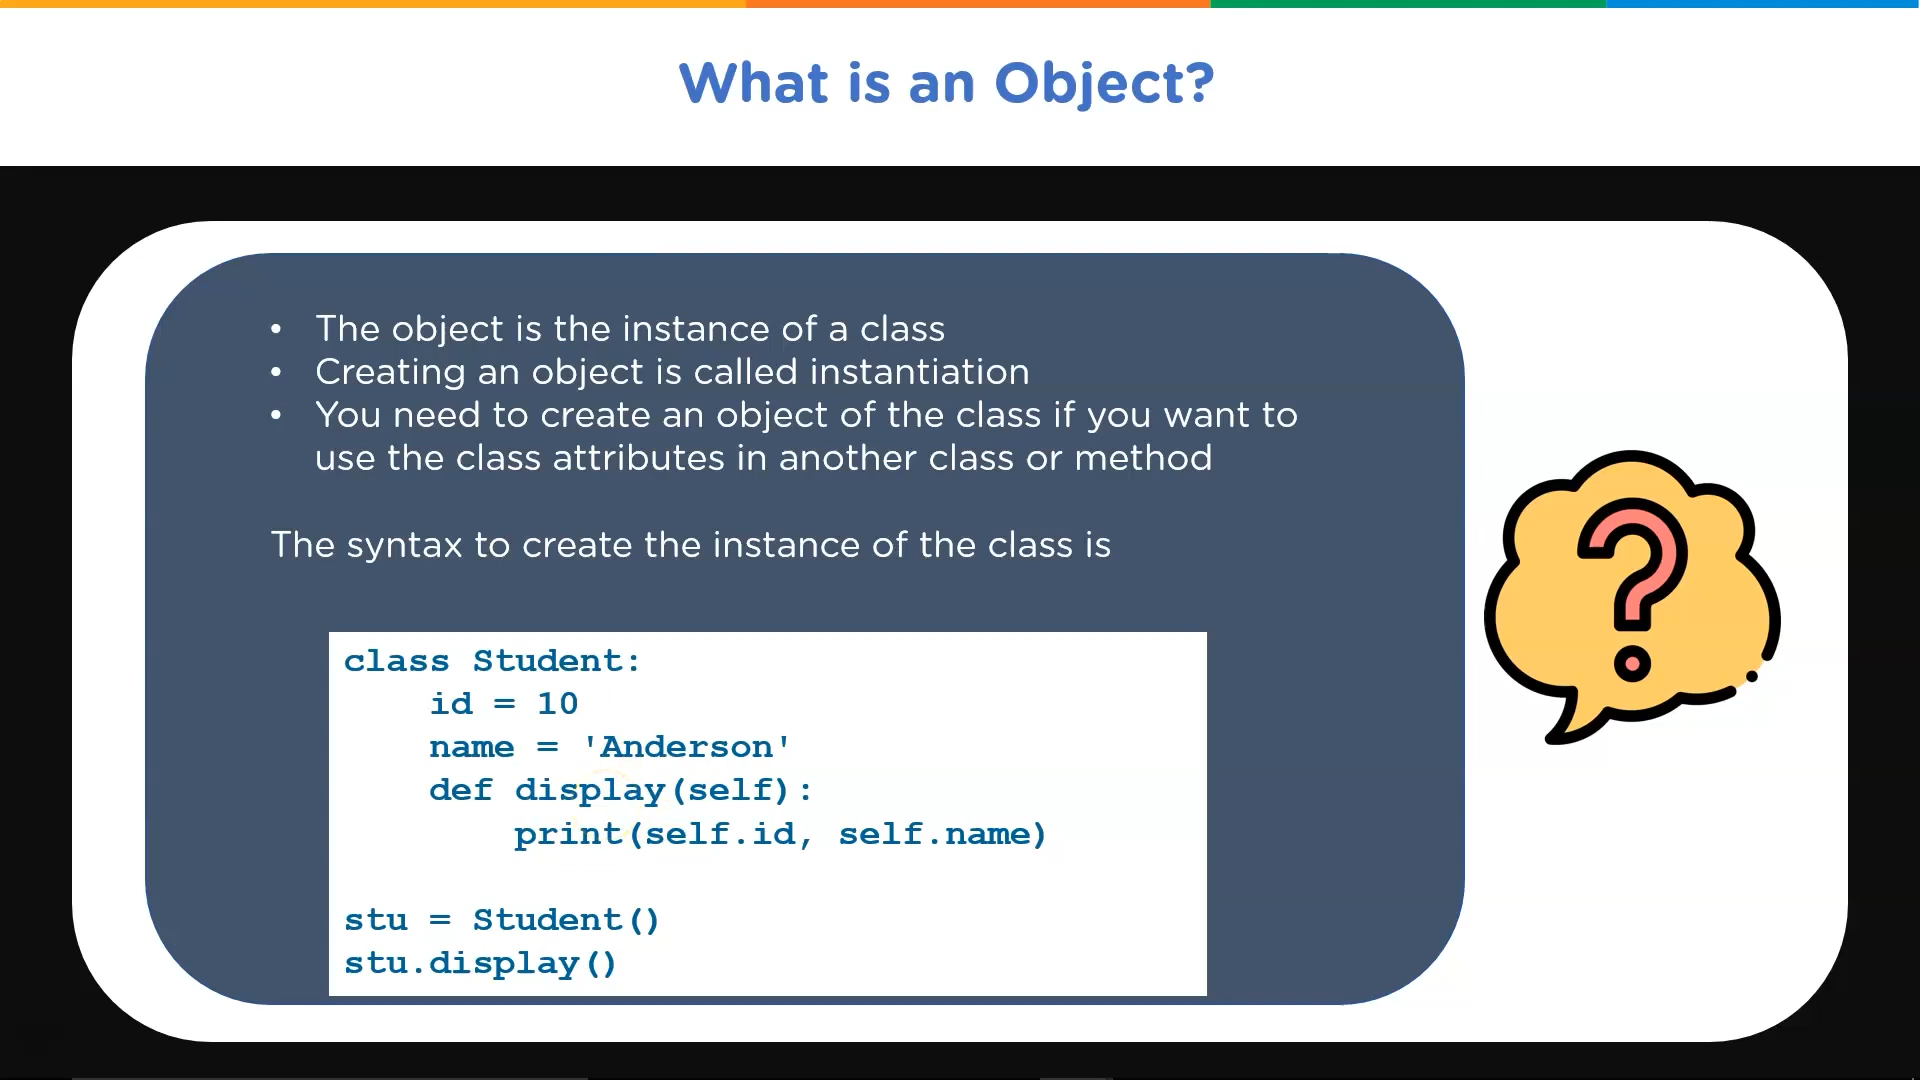 What is an Object?
• The object is the instance of a class
• Creating an object is called instantiation
• You need to create an object of the class if you want to
use the class attributes in another class or method
The syntax to create the instance of the class is
class Student:
    id = 10
    name = 'Anderson'
    def display(self):
        print(self.id, self.name)
stu = Student()
stu.display()